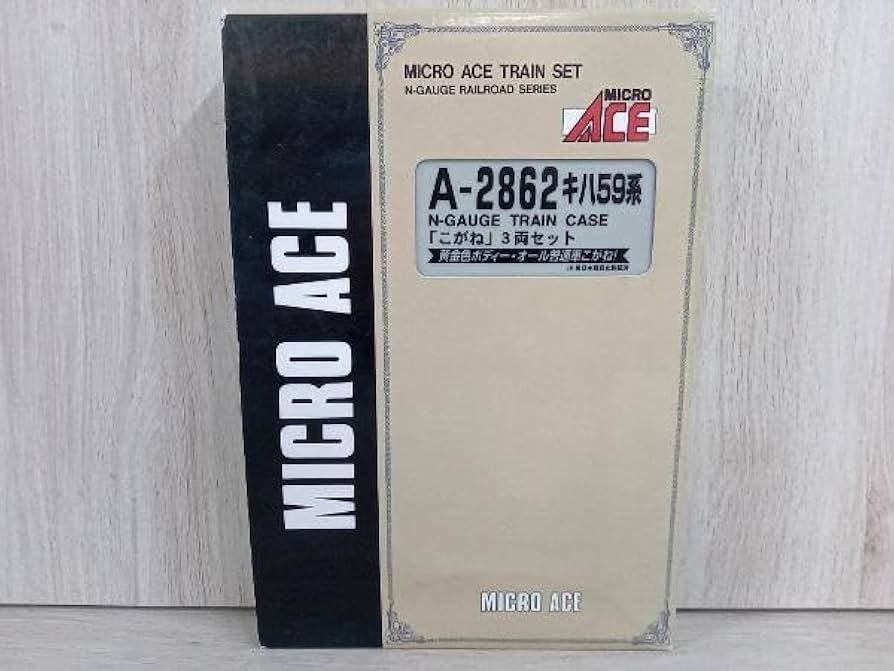 MICRO ACE
MICRO ACE TRAIN SET
N-GAUGE RAILROAD SERIES
MICRO
ACE
A-2862キハ59系
N-GAUGE TRAIN CASE
「こがね」3両セット
黄金色ボディー・オール普通車こがね!
MICRO ACE